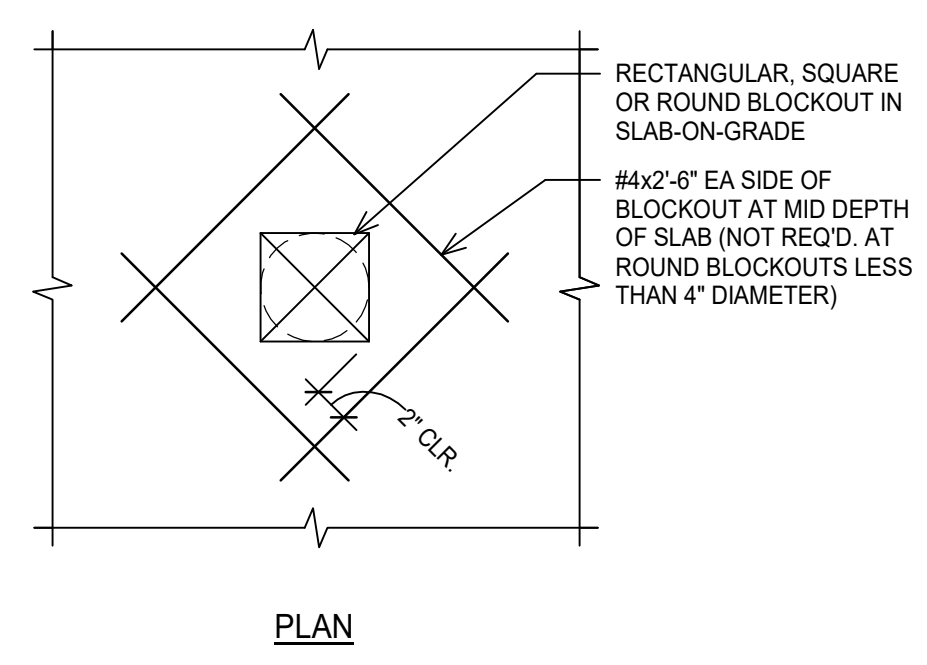 RECTANGULAR, SQUARE
OR ROUND BLOCKOUT IN
SLAB-ON-GRADE
#4x2'-6" EA SIDE OF
BLOCKOUT AT MID DEPTH
OF SLAB (NOT REQ'D. AT
ROUND BLOCKOUTS LESS
THAN 4" DIAMETER)
2" CLR.
PLAN